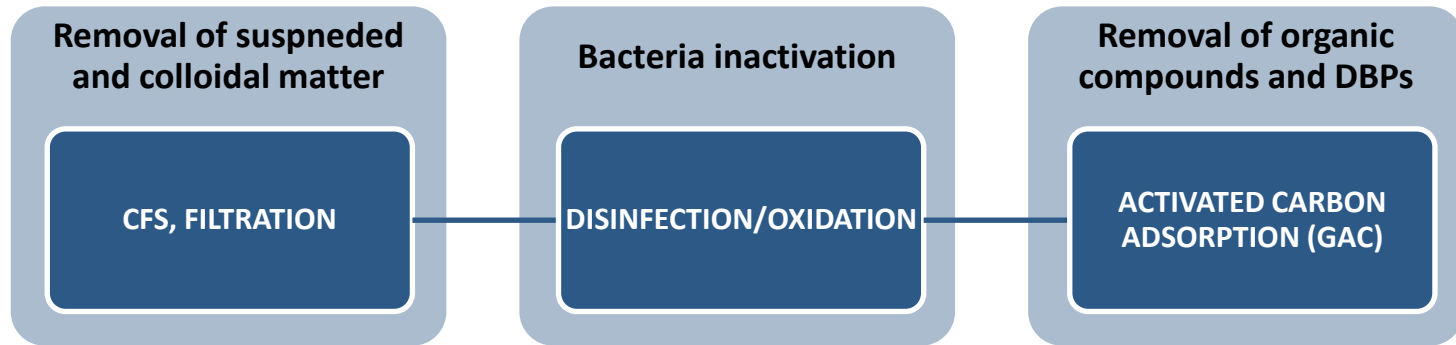 Removal of suspneded
and colloidal matter
CFS, FILTRATION
Bacteria inactivation
DISINFECTION/OXIDATION
Removal of organic
compounds and DBPs
ACTIVATED CARBON
ADSORPTION (GAC)